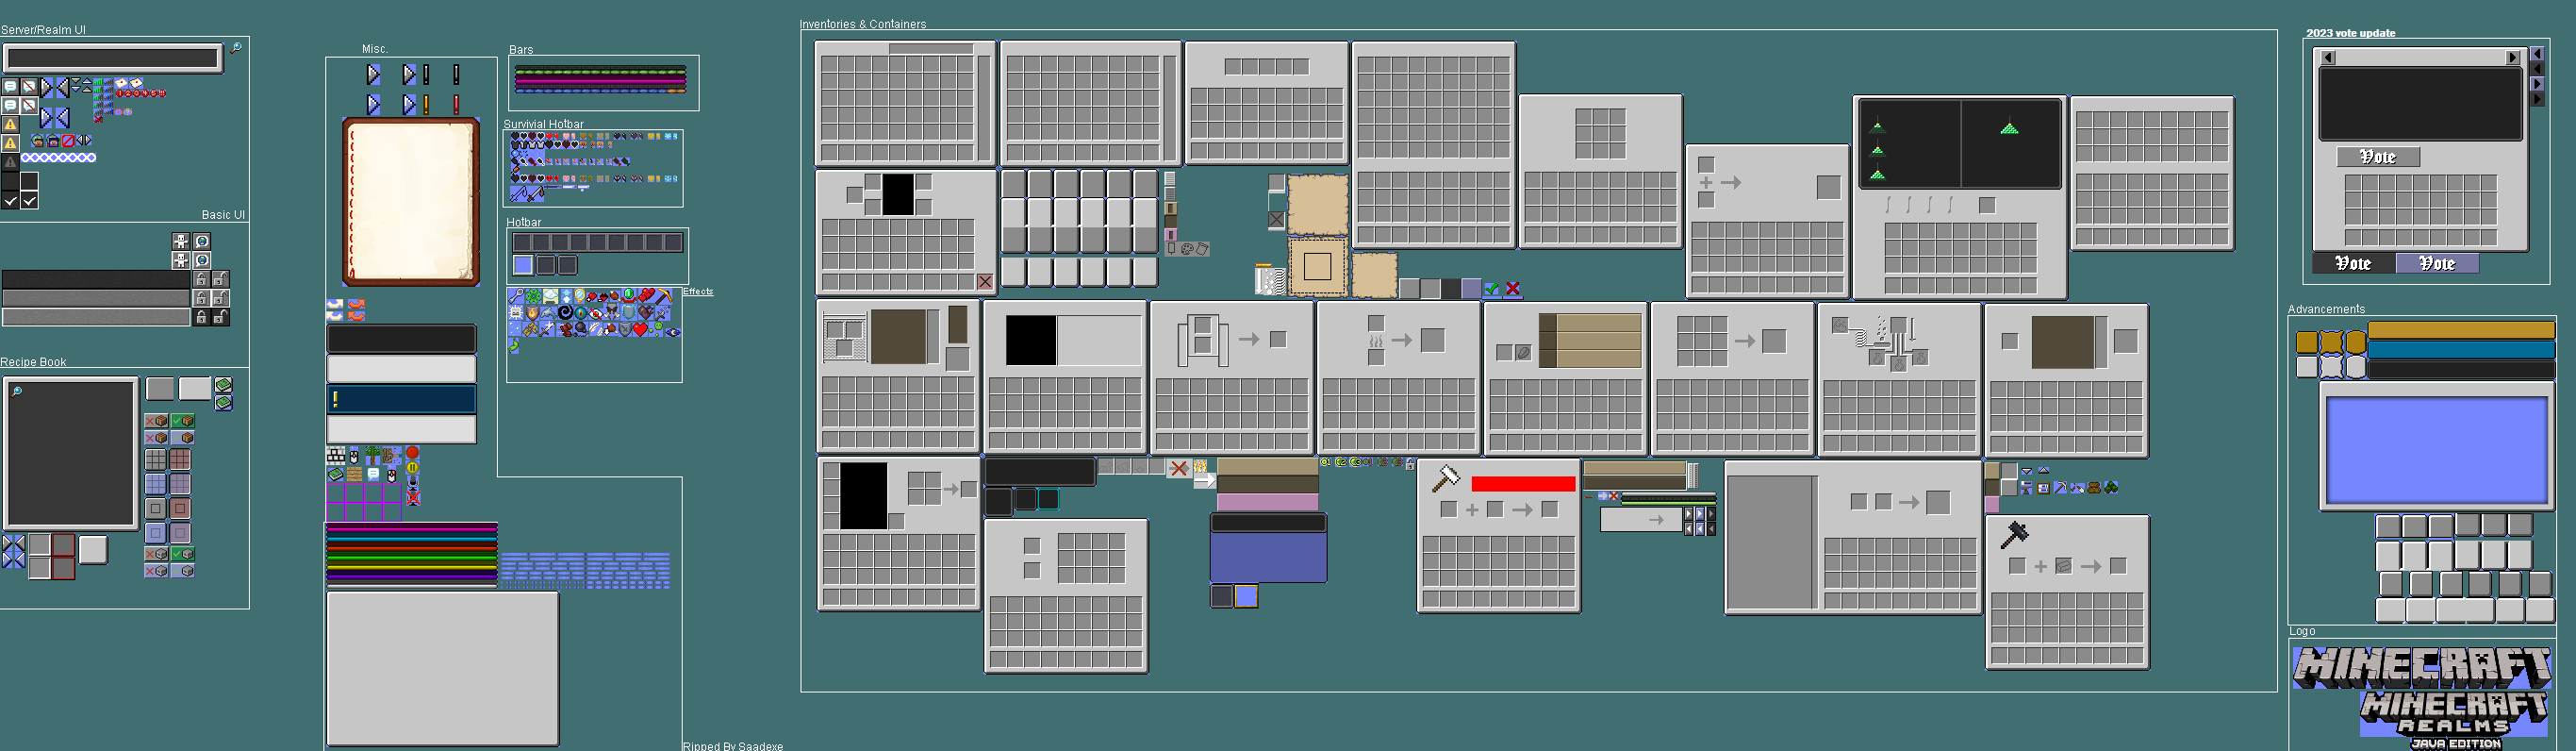 Inventories & Containers
Server/Realm UI
2023 vote update
Misc.
Bars
Survivial Hotbar
Vote
Basic UI
Hotbar
Vote
Vote
Effects
Advancements
Recipe Book
Logo
MINECRAFT
MINECRAFT
REALMS
JAVA EDITION
Ripped By Saadexe